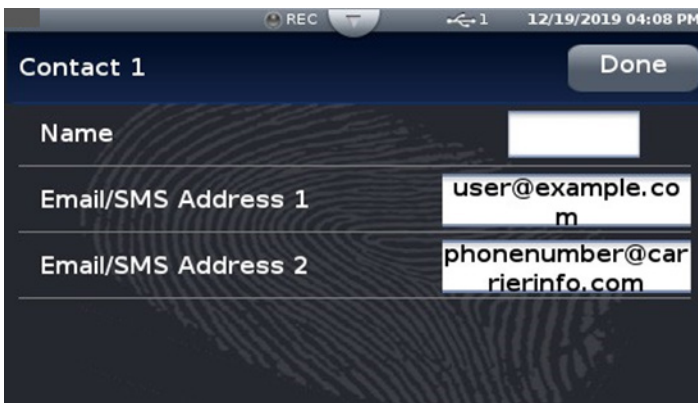 REC 1 12/19/2019 04:08 PM
Contact 1 Done
Name
Email/SMS Address 1 user@example.co
m
Email/SMS Address 2 phonenumber@car
rierinfo.com